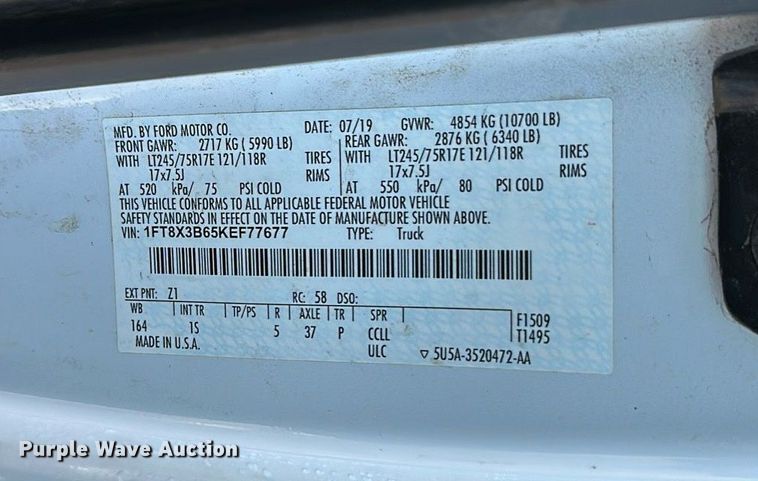 MFD. BY FORD MOTOR CO. DATE: 07/19 GVWR: 4854 KG (10700 LB)
FRONT GAWR: 2717 KG ( 5990 LB) REAR GAWR: 2876 KG ( 6340 LB)
WITH LT245/75R17E 121/118R TIRES WITH LT245/75R17E 121/118R TIRES
17x7.5J RIMS 17x7.5J RIMS
AT 520 kPa/ 75 PSI COLD AT 550 kPa/ 80 PSI COLD
THIS VEHICLE CONFORMS TO ALL APPLICABLE FEDERAL MOTOR VEHICLE
SAFETY STANDARDS IN EFFECT ON THE DATE OF MANUFACTURE SHOWN ABOVE.
VIN: 1FT8X3B65KEF77677 TYPE: Truck
EXT PNT: Z1 RC: 58 DSO:
WB INT TR TP/PS R AXLE TR SPR F1509
164 1S 5 37 P CCLL T1495
MADE IN U.S.A. ULC ▽ 5U5A-3520472-AA
Purple Wave Auction